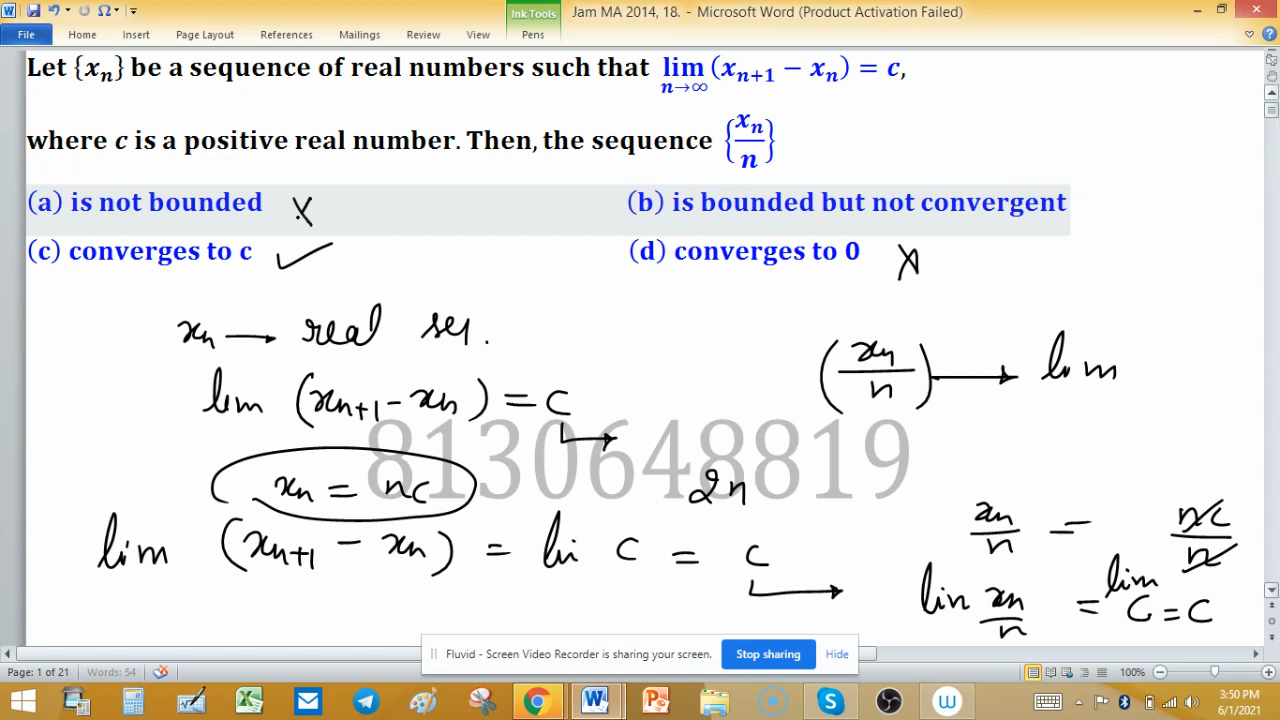 Jam MA 2014, 18. - Microsoft Word (Product Activation Failed)
Ink Tools
File Home Insert Page Layout References Mailings Review View Pens
Let {xₙ} be a sequence of real numbers such that lim n→∞ (xₙ₊₁ − xₙ) = c,
where c is a positive real number. Then, the sequence {xₙ/n}
(a) is not bounded X (b) is bounded but not convergent
(c) converges to c ✓ (d) converges to 0 X
xₙ → real seq.
(xₙ/n) → lim
lim (xₙ₊₁ − xₙ) = c
8130648819
xₙ = nc
2n
xₙ/n = nc/n
lim (xₙ₊₁ − xₙ) = lin c = c
lin xₙ/n = lim c = c
Fluvid - Screen Video Recorder is sharing your screen. Stop sharing Hide
Page: 1 of 21 Words: 54 100%
3:50 PM
6/1/2021